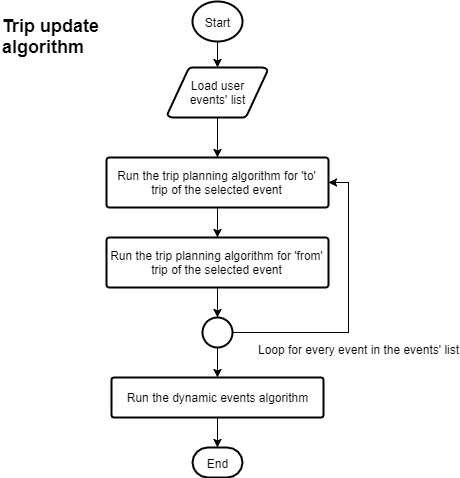 Trip update
algorithm
Start
Load user
events' list
Run the trip planning algorithm for 'to'
trip of the selected event
Run the trip planning algorithm for 'from'
trip of the selected event
Loop for every event in the events' list
Run the dynamic events algorithm
End